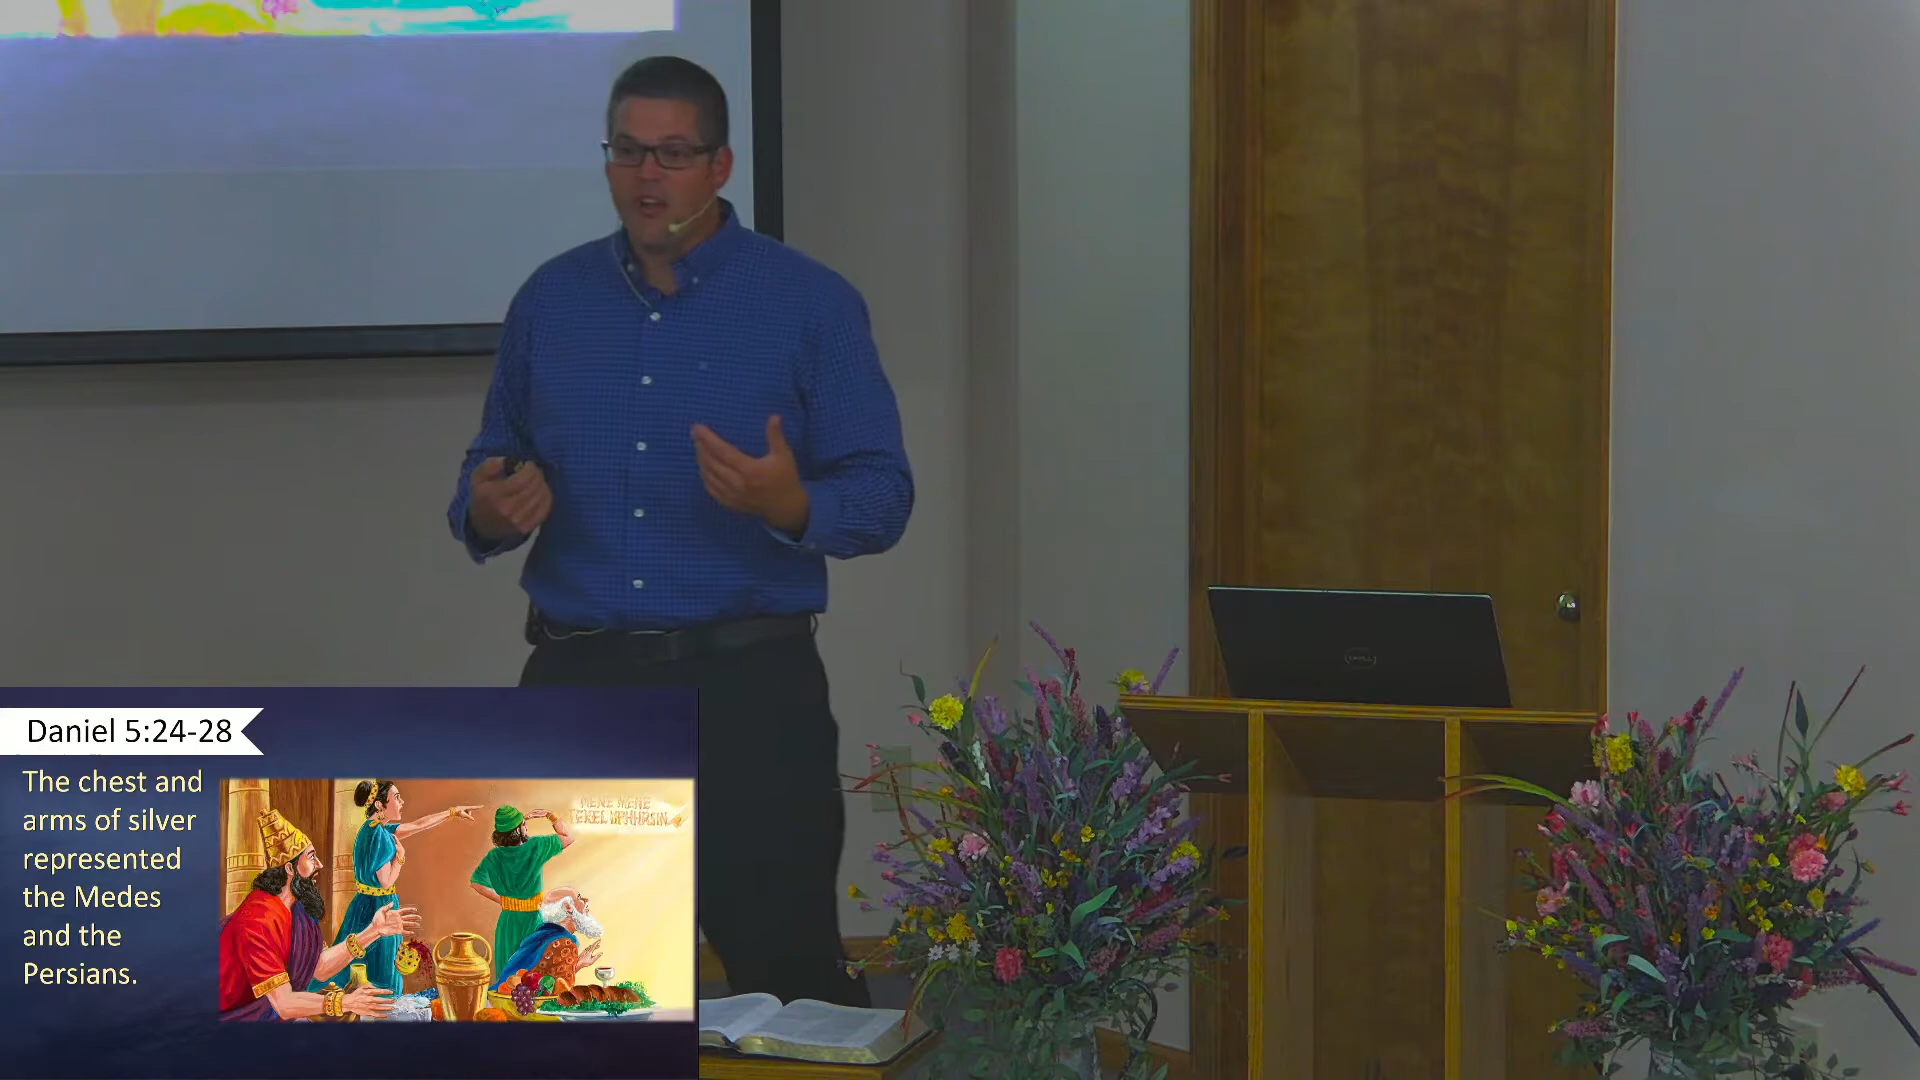 DELL
Daniel 5:24-28
The chest and
arms of silver
represented
the Medes
and the
Persians.
MENE MENE
TEKEL UPHARSIN